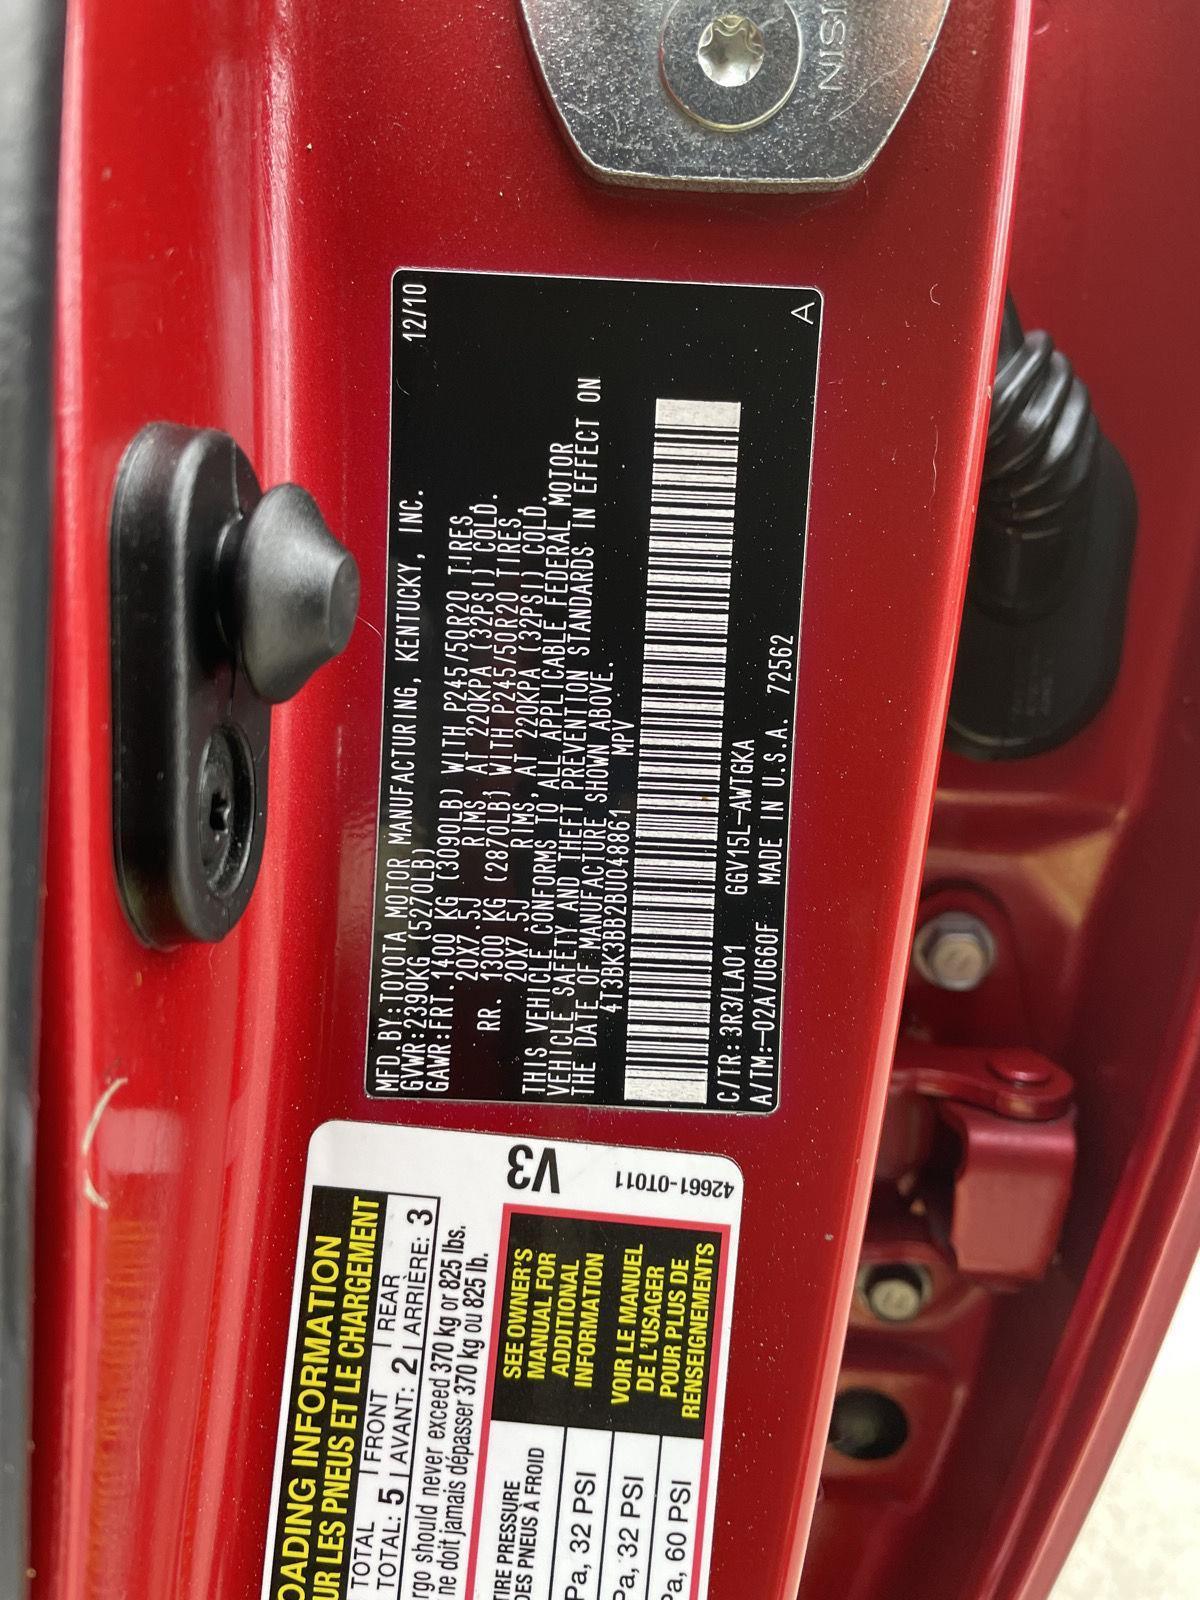 NISH
12/10
MFD.BY:TOYOTA MOTOR MANUFACTURING, KENTUCKY, INC.
GVWR:2390KG(5270LB)
GAWR:FRT.1400 KG (3090LB) WITH P245/50R20 TIRES,
20X7.5J RIMS, AT 220KPA (32PSI) COLD.
RR. 1300 KG (2870LB) WITH P245/50R20 TIRES,
20X7.5J RIMS, AT 220KPA (32PSI) COLD.
THIS VEHICLE CONFORMS TO ALL APPLICABLE FEDERAL MOTOR
VEHICLE SAFETY AND THEFT PREVENTION STANDARDS IN EFFECT ON
THE DATE OF MANUFACTURE SHOWN ABOVE.
4T3BK3BB2BU048861 MPV
C/TR:3R3/LA01 GGV15L-AWTGKA
A/TM:-02A/U660F MADE IN U.S.A. 72562
A
OADING INFORMATION
UR LES PNEUS ET LE CHARGEMENT
TOTAL FRONT REAR
TOTAL: 5 AVANT: 2 ARRIÈRE: 3
rgo should never exceed 370 kg or 825 lbs.
ne doit jamais dépasser 370 kg ou 825 lb.
V3
42661-0T011
TIRE PRESSURE
DES PNEUS À FROID
Pa, 32 PSI
Pa, 32 PSI
Pa, 60 PSI
SEE OWNER'S
MANUAL FOR
ADDITIONAL
INFORMATION
VOIR LE MANUEL
DE L'USAGER
POUR PLUS DE
RENSEIGNEMENTS